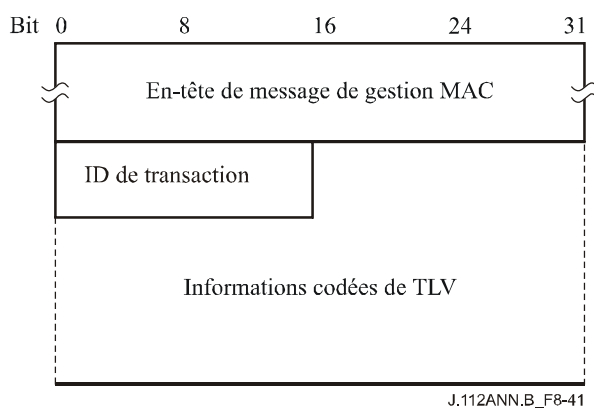 Bit 0 8 16 24 31
En-tête de message de gestion MAC
ID de transaction
Informations codées de TLV
J.112ANN.B_F8-41